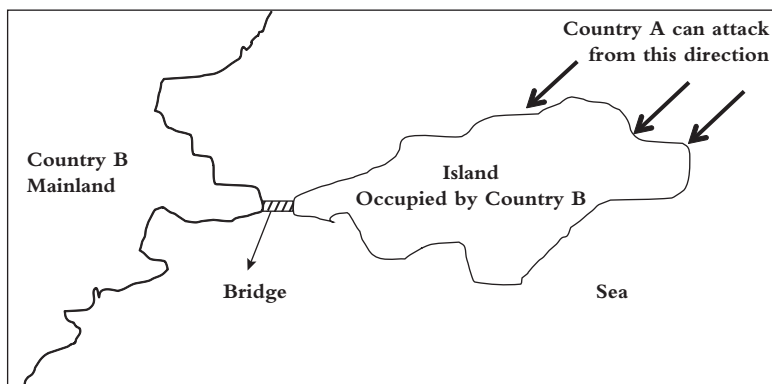 Country A can attack
from this direction
Country B
Mainland
Island
Occupied by Country B
Bridge
Sea